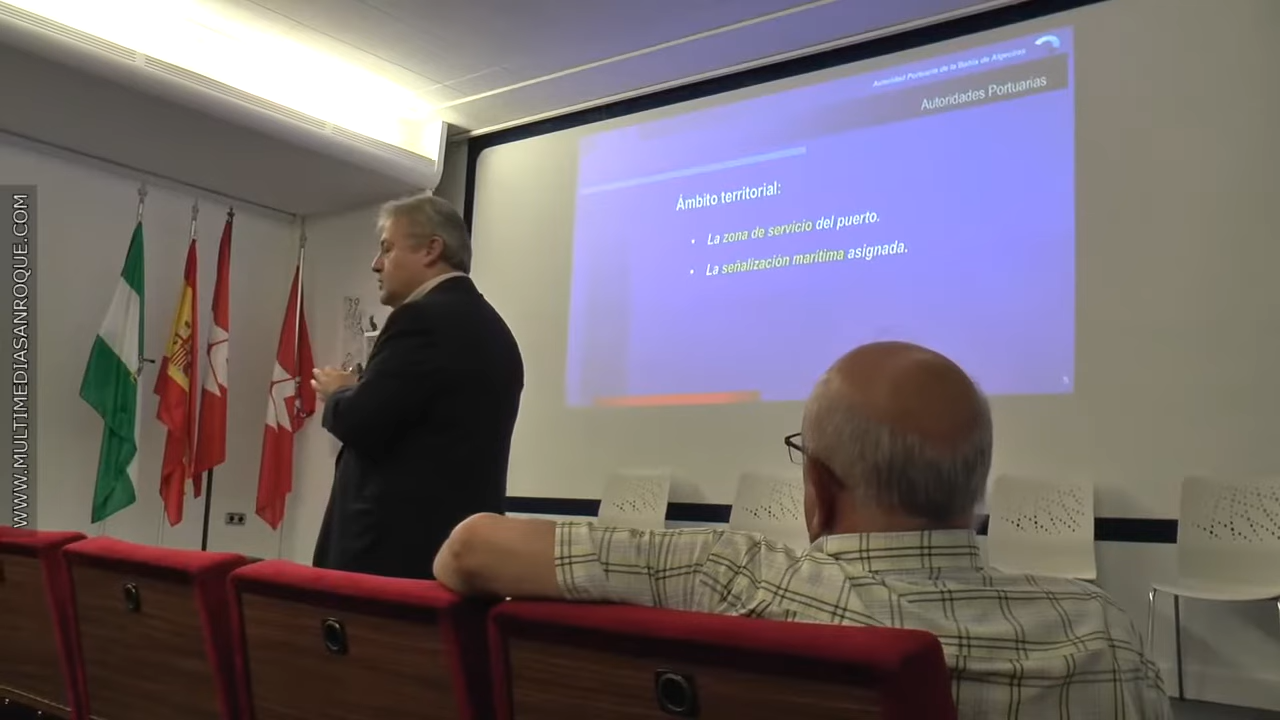 WWW.MULTIMEDIASANROQUE.COM
Autoridad Portuaria de la Bahía de Algeciras
Autoridades Portuarias
Ámbito territorial:
• La zona de servicio del puerto.
• La señalización marítima asignada.